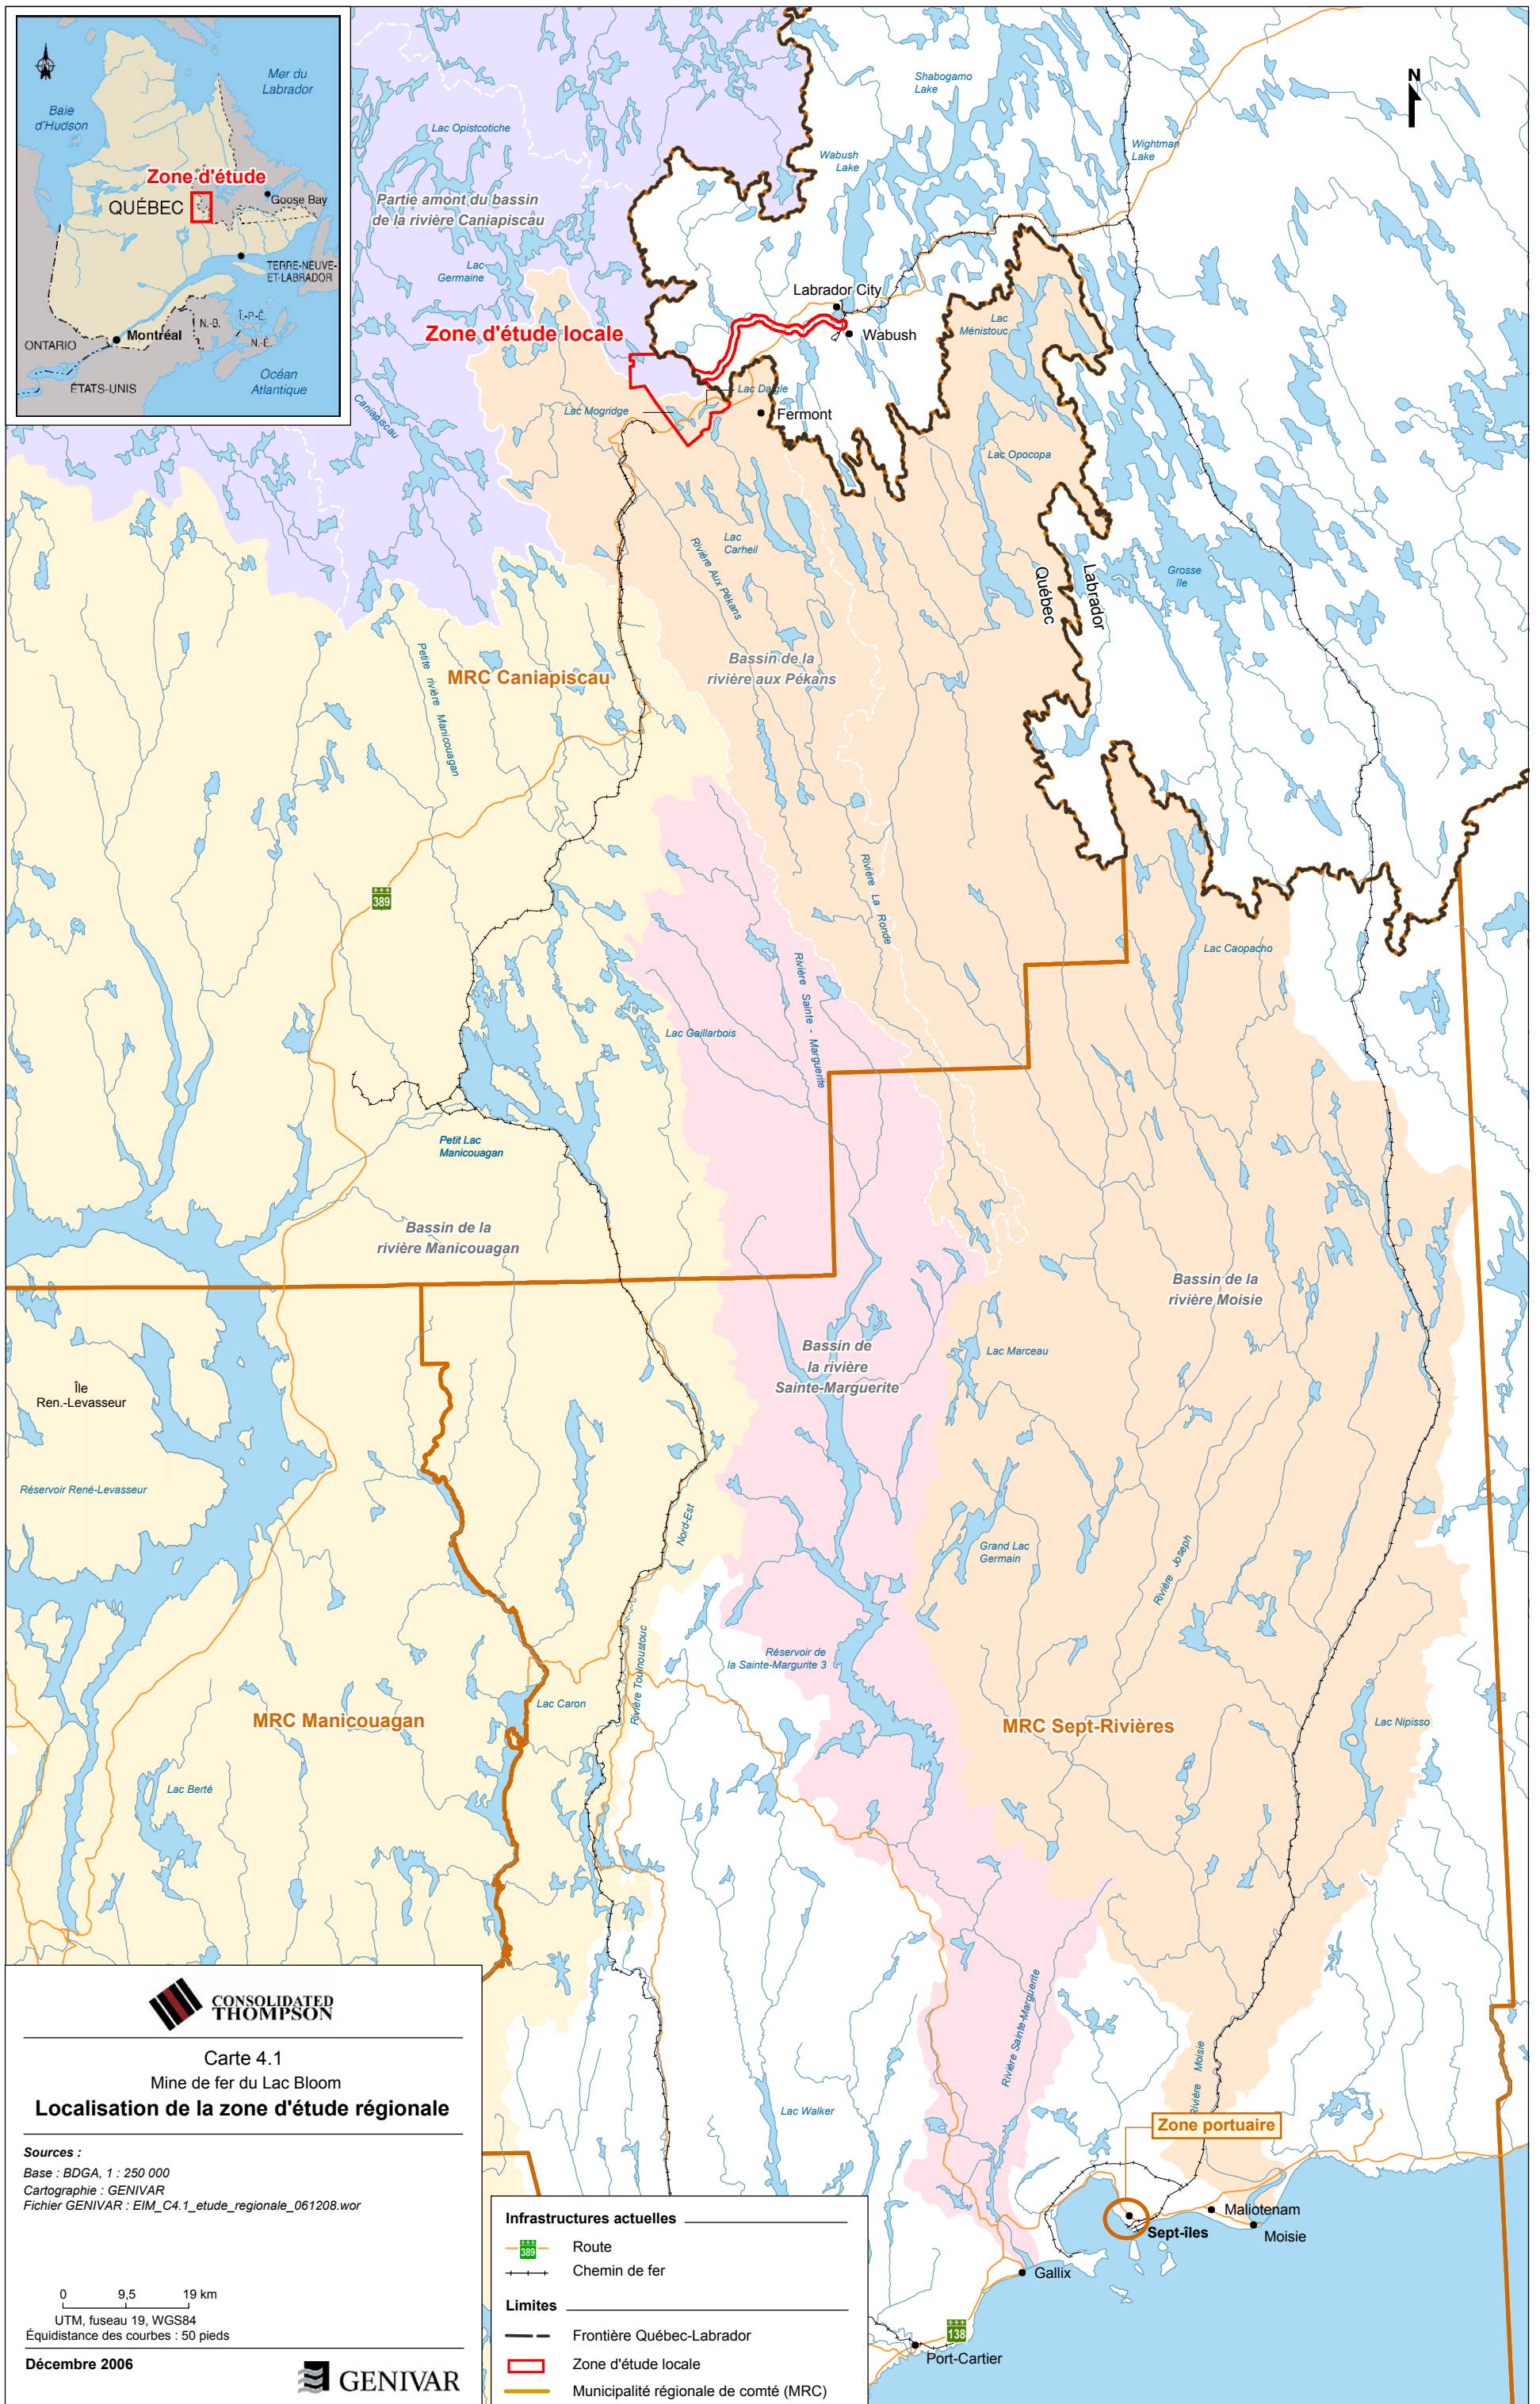 Baie
d'Hudson
Mer du
Labrador
Zone d'étude
QUÉBEC
Goose Bay
TERRE-NEUVE-
ET-LABRADOR
Î.-P.-É.
N.-B.
N.-É.
Montréal
ONTARIO
ÉTATS-UNIS
Océan
Atlantique
N
Shabogamo
Lake
Lac Opistcotiche
Wabush
Lake
Wightman
Lake
Partie amont du bassin
de la rivière Caniapiscau
Lac
Germaine
Labrador City
Lac
Ménistouc
Zone d'étude locale
Wabush
Lac Daigle
Caniapiscau
Lac Mogridge
Fermont
Lac Opocopa
Lac
Carheil
Rivière Aux Pékans
Québec
Labrador
Grosse
Ile
Petite rivière Manicouagan
MRC Caniapiscau
Bassin de la
rivière aux Pékans
389
Rivière La Ronde
Lac Caopacho
Rivière Sainte - Marguerite
Lac Gaillarbois
Petit Lac
Manicouagan
Bassin de la
rivière Manicouagan
Bassin de la
rivière Moisie
Bassin de
la rivière
Sainte-Marguerite
Lac Marceau
Île
Ren.-Levasseur
Réservoir René-Levasseur
Nord-Est
Grand Lac
Germain
Rivière Joseph
Rivière Toulnoustouc
Réservoir de
la Sainte-Margurite 3
Lac Caron
MRC Manicouagan
MRC Sept-Rivières
Lac Nipisso
Lac Berté
Rivière Sainte-Marguerite
Rivière Moisie
Lac Walker
Zone portuaire
Maliotenam
Sept-îles
Moisie
Gallix
138
Port-Cartier
CONSOLIDATED
THOMPSON
Carte 4.1
Mine de fer du Lac Bloom
Localisation de la zone d'étude régionale
Sources :
Base : BDGA, 1 : 250 000
Cartographie : GENIVAR
Fichier GENIVAR : EIM_C4.1_etude_regionale_061208.wor
0 9,5 19 km
UTM, fuseau 19, WGS84
Équidistance des courbes : 50 pieds
Décembre 2006
GENIVAR
Infrastructures actuelles
389
Route
Chemin de fer
Limites
Frontière Québec-Labrador
Zone d'étude locale
Municipalité régionale de comté (MRC)